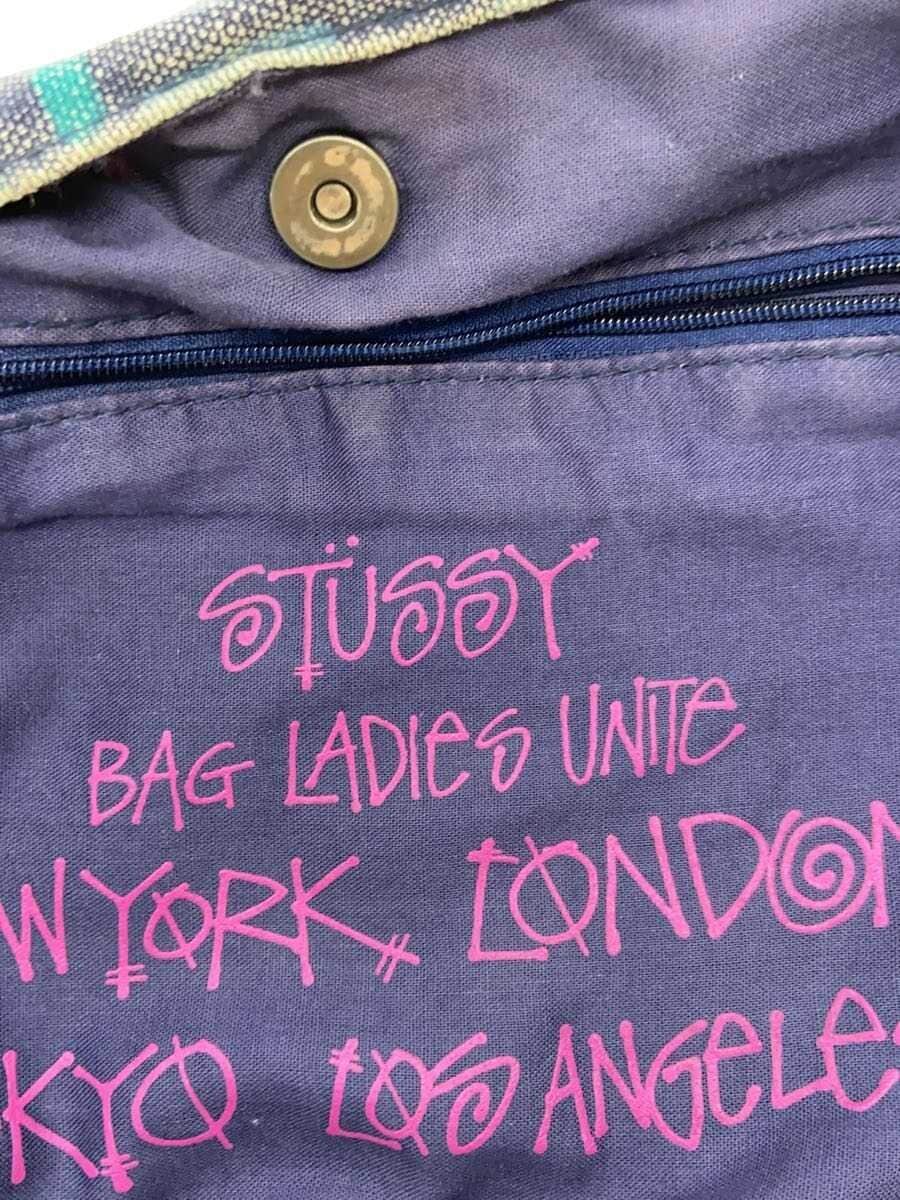 STÜSSY
BAG LADIES UNITE
W YORK, LONDON
KYO LOS ANGELES